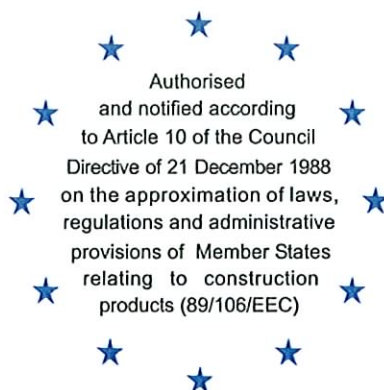 Authorised
and notified according
to Article 10 of the Council
Directive of 21 December 1988
on the approximation of laws,
regulations and administrative
provisions of Member States
relating to construction
products (89/106/EEC)